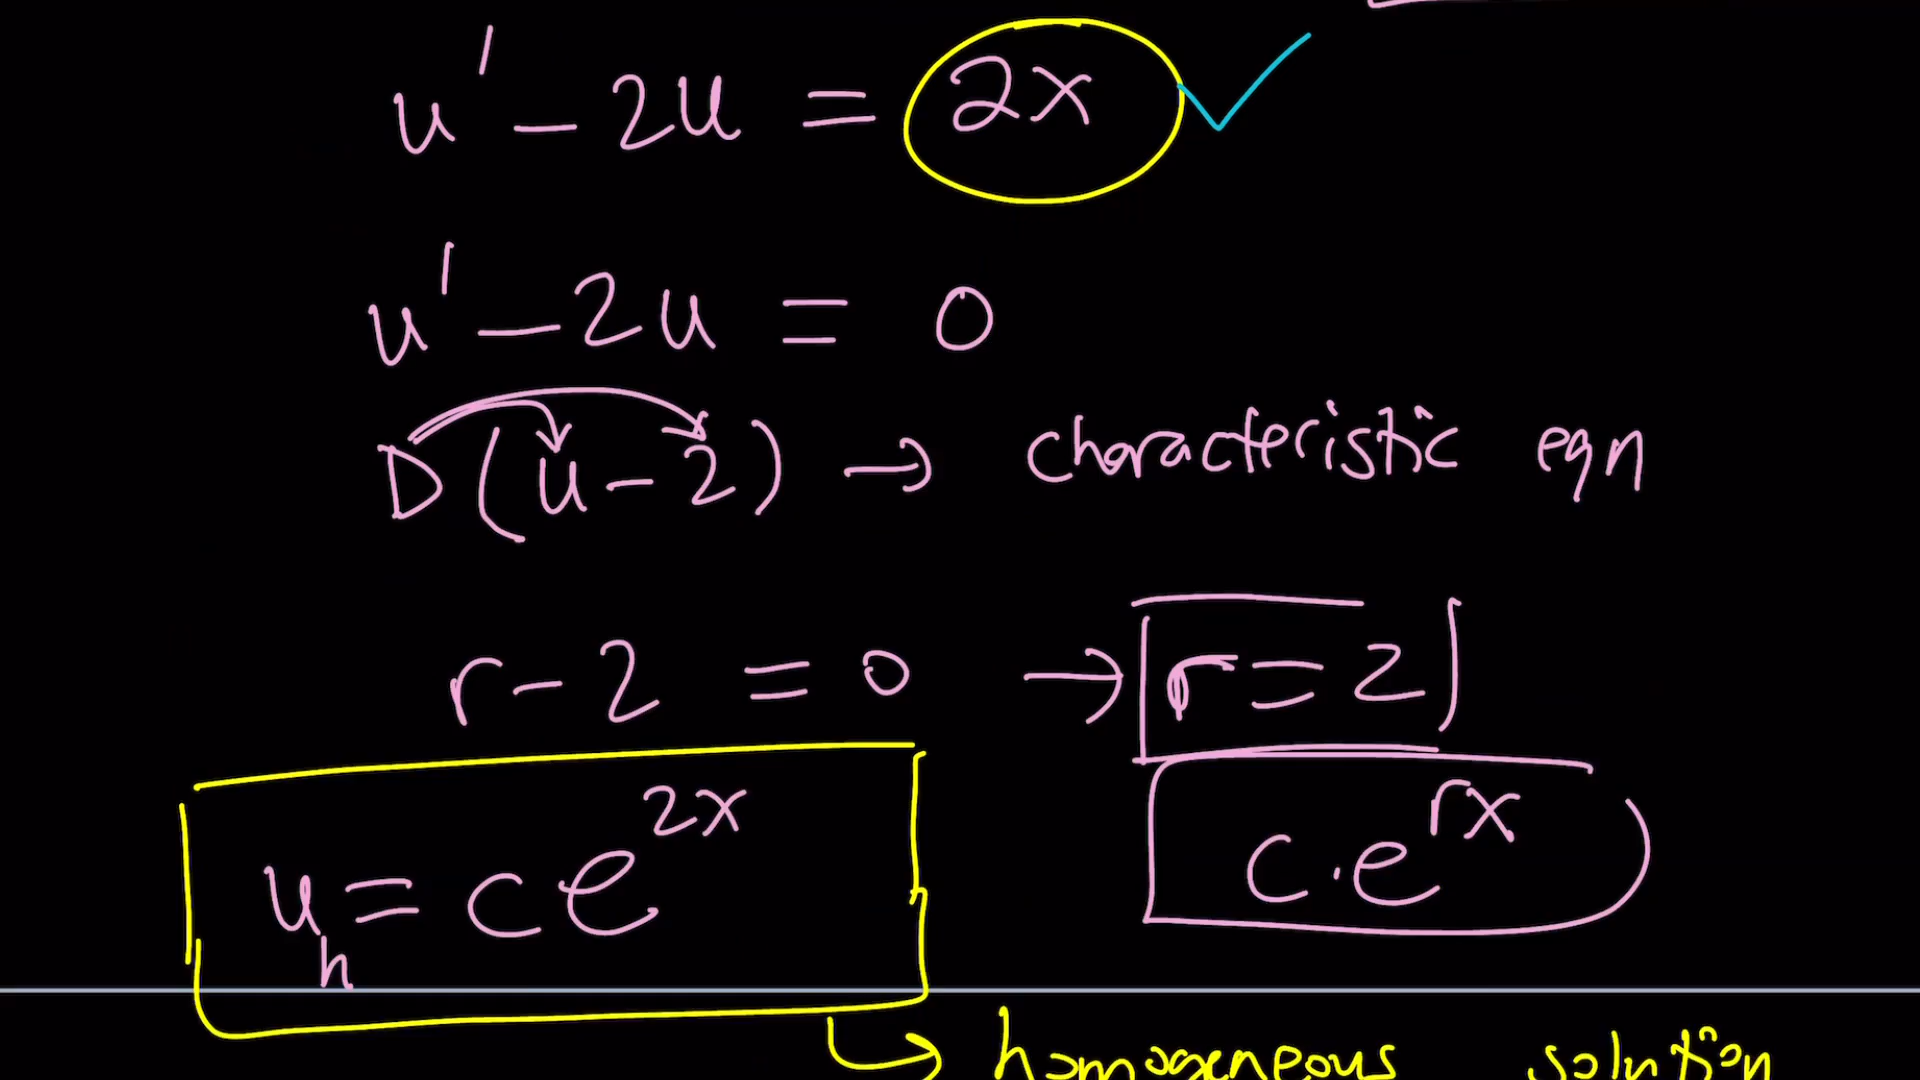 u' - 2u = 2x ✓
u' - 2u = 0
D(u - 2) → characteristic eqn
r - 2 = 0 → r = 2
c·e^{rx}
u_h = ce^{2x}
↳ homogeneous solution